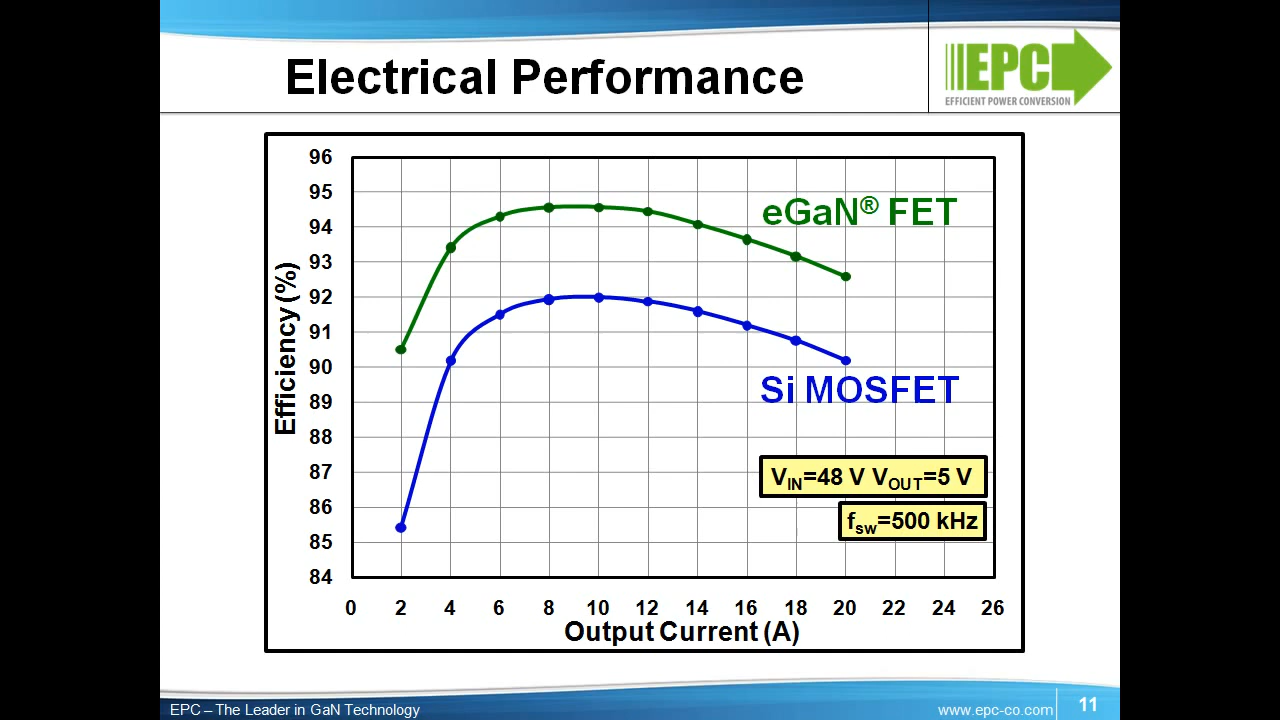 Electrical Performance
EPC
EFFICIENT POWER CONVERSION
96
95
94
93
92
91
90
89
88
87
86
85
84
Efficiency (%)
eGaN® FET
Si MOSFET
VIN=48 V VOUT=5 V
fsw=500 kHz
0 2 4 6 8 10 12 14 16 18 20 22 24 26
Output Current (A)
EPC – The Leader in GaN Technology
www.epc-co.com
11